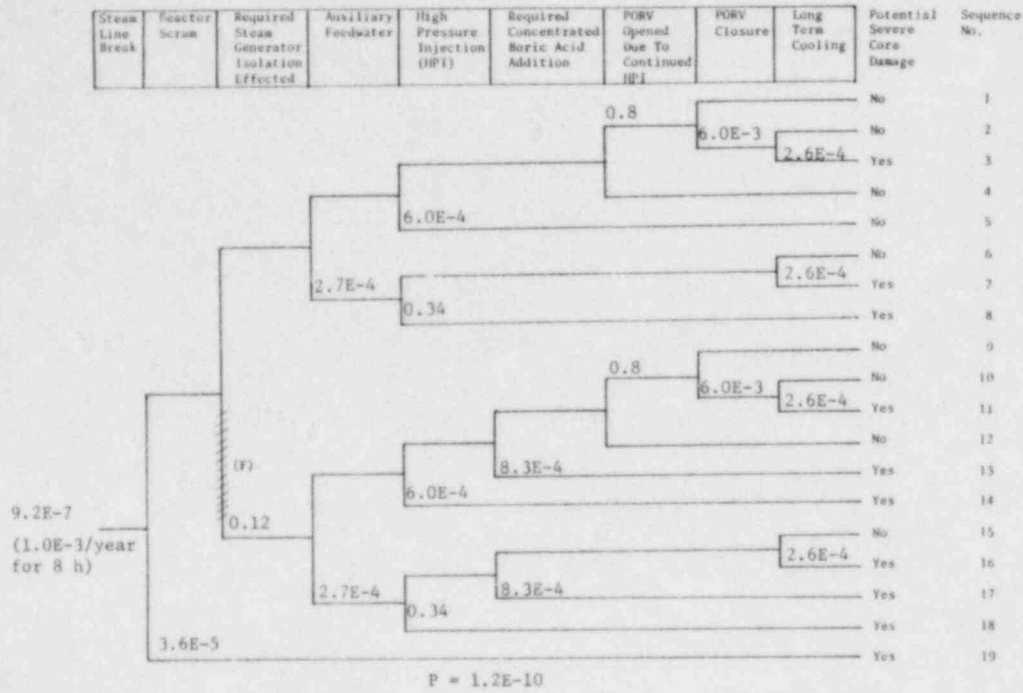 Steam Line Break
Reactor Scram
Required Steam Generator Isolation Effected
Auxiliary Feedwater
High Pressure Injection (HPI)
Required Concentrated Boric Acid Addition
PORV Opened Due To Continued HPI
PORV Closure
Long Term Cooling
Potential Severe Core Damage
Sequence No.
No 1
0.8
6.0E-3
No 2
2.6E-4
Yes 3
No 4
6.0E-4
No 5
No 6
2.7E-4
2.6E-4
Yes 7
0.34
Yes 8
No 9
0.8
6.0E-3
No 10
2.6E-4
Yes 11
No 12
(F)
8.3E-4
Yes 13
6.0E-4
Yes 14
9.2E-7
(1.0E-3/year
for 8 h)
0.12
No 15
2.6E-4
Yes 16
2.7E-4
8.3E-4
Yes 17
0.34
Yes 18
3.6E-5
Yes 19
P = 1.2E-10